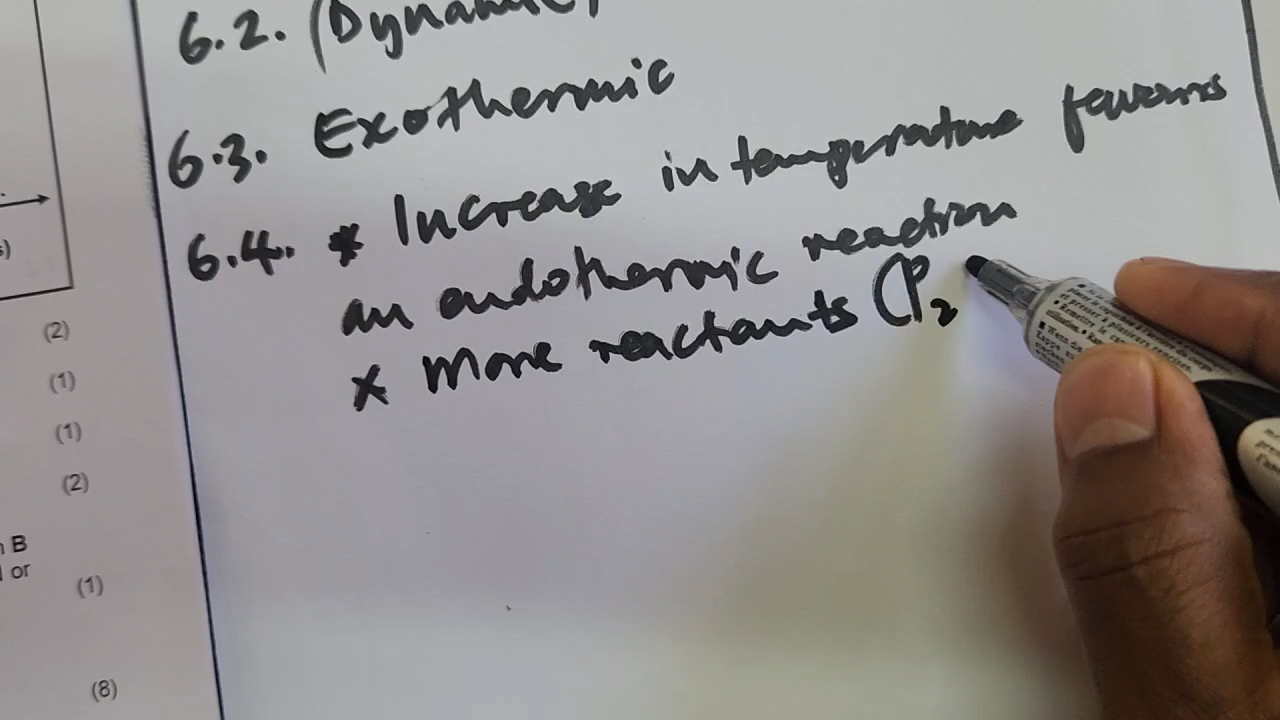 6.2. (Dynamic)
6.3. Exothermic
6.4. * Increase in temperature favours
an endothermic reaction
* More reactants (P2
s)
(2)
(1)
(1)
(2)
B
or
(1)
(8)